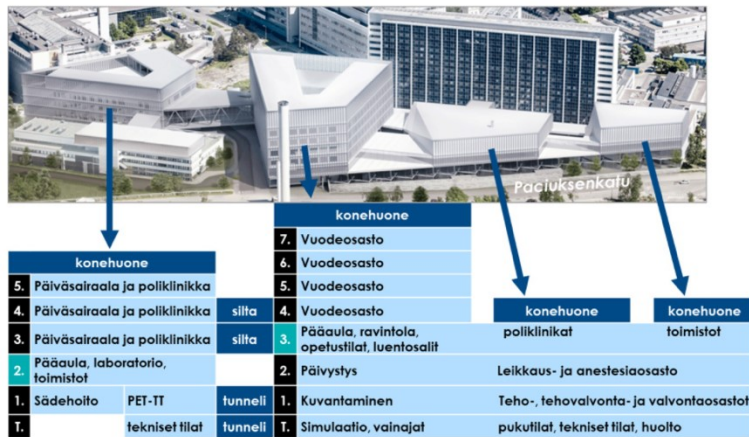 Paciuksenkatu
konehuone
7. Vuodeosasto
6. Vuodeosasto
5. Vuodeosasto
4. Vuodeosasto
konehuone
5. Päiväsairaala ja poliklinikka
4. Päiväsairaala ja poliklinikka silta
3. Päiväsairaala ja poliklinikka silta
2. Pääaula, laboratorio,
toimistot
1. Sädehoito PET-TT tunneli
T. tekniset tilat tunneli
konehuone
konehuone
3. Pääaula, ravintola, poliklinikat toimistot
opetustilat, luentosalit
2. Päivystys Leikkaus- ja anestesiaosasto
1. Kuvantaminen Teho-, tehovalvonta- ja valvontaosastot
T. Simulaatio, vainajat pukutilat, tekniset tilat, huolto